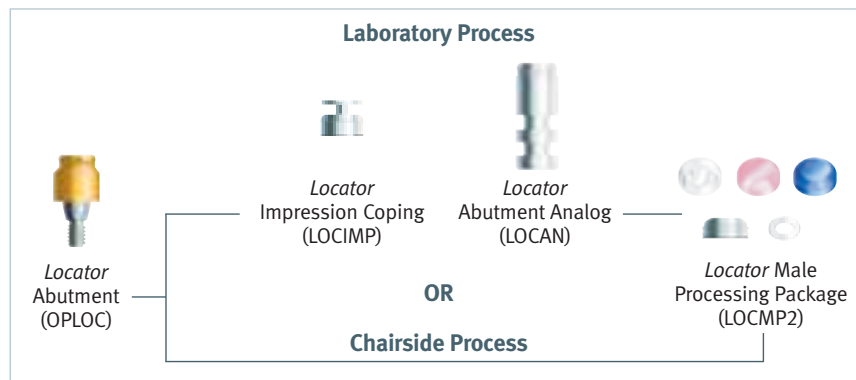 Laboratory Process
Locator
Impression Coping
(LOCIMP)
Locator
Abutment Analog
(LOCAN)
Locator
Abutment
(OPLOC)
OR
Locator Male
Processing Package
(LOCMP2)
Chairside Process